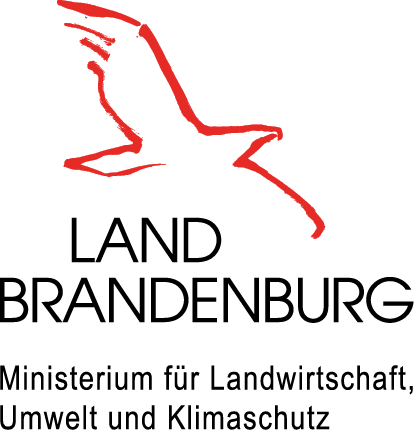 LAND
BRANDENBURG
Ministerium für Landwirtschaft,
Umwelt und Klimaschutz